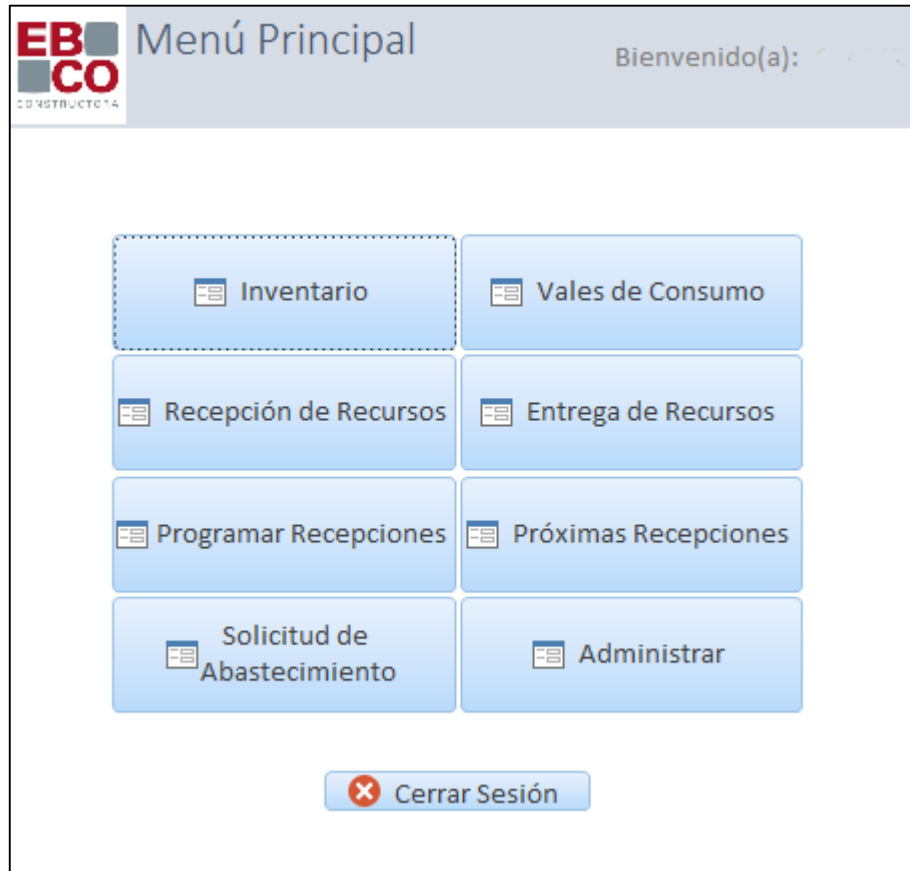 EB
CO
CONSTRUCTORA
Menú Principal
Bienvenido(a):
Inventario
Vales de Consumo
Recepción de Recursos
Entrega de Recursos
Programar Recepciones
Próximas Recepciones
Solicitud de
Abastecimiento
Administrar
Cerrar Sesión